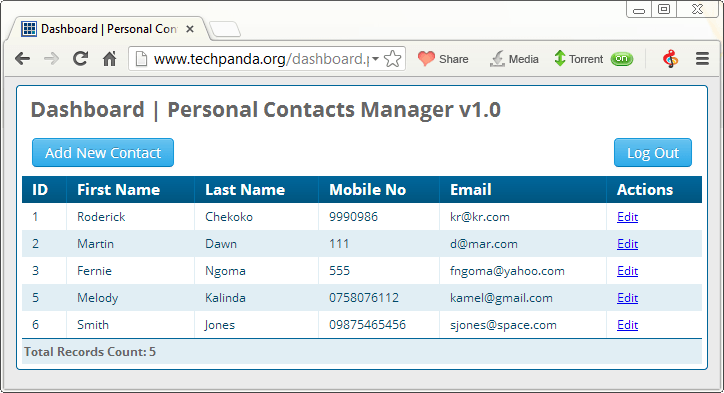 Dashboard | Personal Con
www.techpanda.org/dashboard.p
Share
Media
Torrent
on
Dashboard | Personal Contacts Manager v1.0
Add New Contact
Log Out
ID First Name Last Name Mobile No Email Actions
1 Roderick Chekoko 9990986 kr@kr.com Edit
2 Martin Dawn 111 d@mar.com Edit
3 Fernie Ngoma 555 fngoma@yahoo.com Edit
5 Melody Kalinda 0758076112 kamel@gmail.com Edit
6 Smith Jones 09875465456 sjones@space.com Edit
Total Records Count: 5